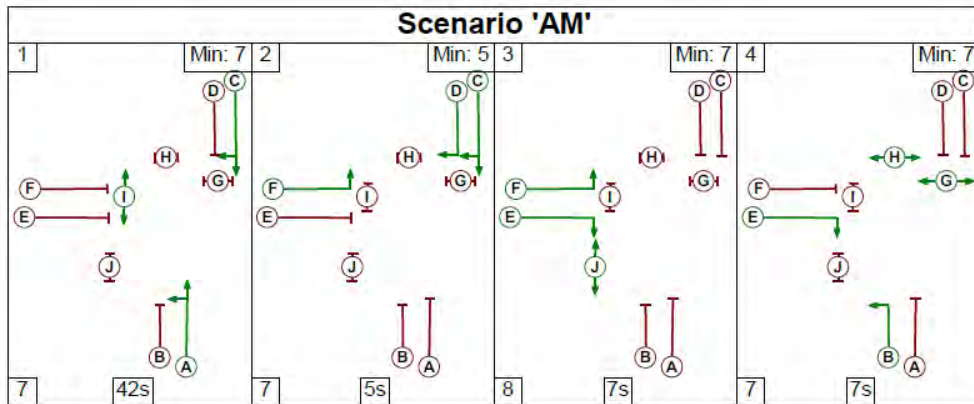 Scenario 'AM'
1 Min: 7 2 Min: 5 3 Min: 7 4 Min: 7
C C C C
D D D D
H H H H
G G G G
F F F F
I I I I
E E E E
J J J J
B B B B
A A A A
7 42s 7 5s 8 7s 7 7s